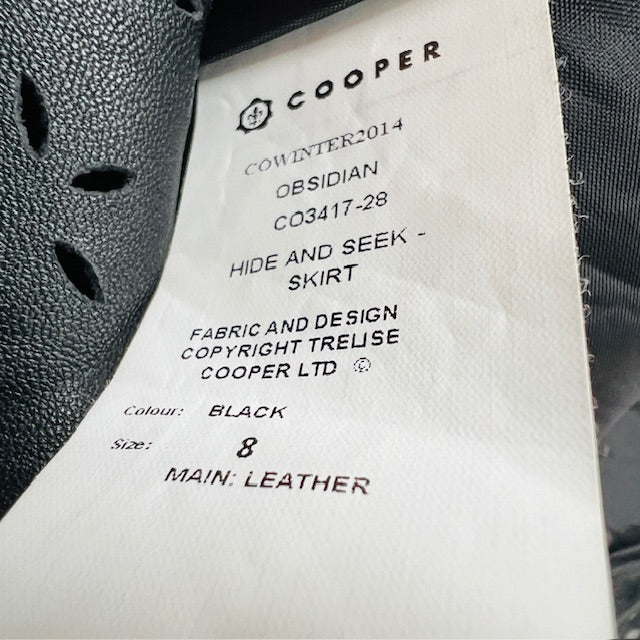 COOPER
COWINTER2014
OBSIDIAN
CO3417-28
HIDE AND SEEK -
SKIRT
FABRIC AND DESIGN
COPYRIGHT TRELISE
COOPER LTD ©
Colour: BLACK
Size: 8
MAIN: LEATHER